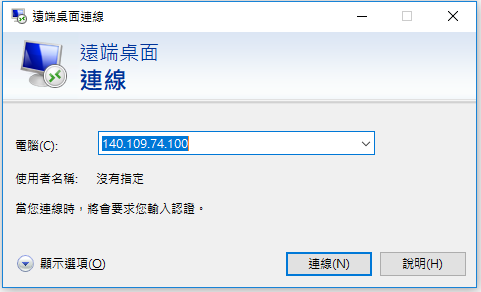 遠端桌面連線
遠端桌面
連線
電腦(C): 140.109.74.100
使用者名稱: 沒有指定
當您連線時，將會要求您輸入認證。
顯示選項(O) 連線(N) 說明(H)